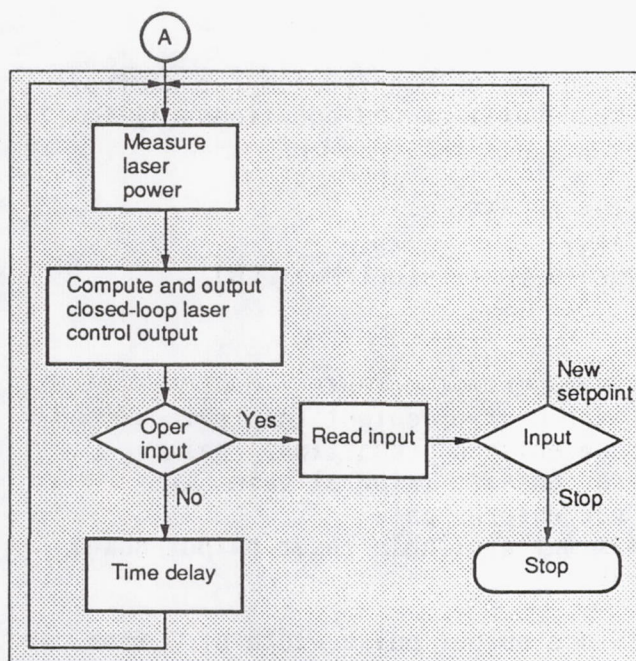 A
Measure
laser
power
Compute and output
closed-loop laser
control output
Oper
input
Yes
Read input
Input
New
setpoint
No
Stop
Time delay
Stop